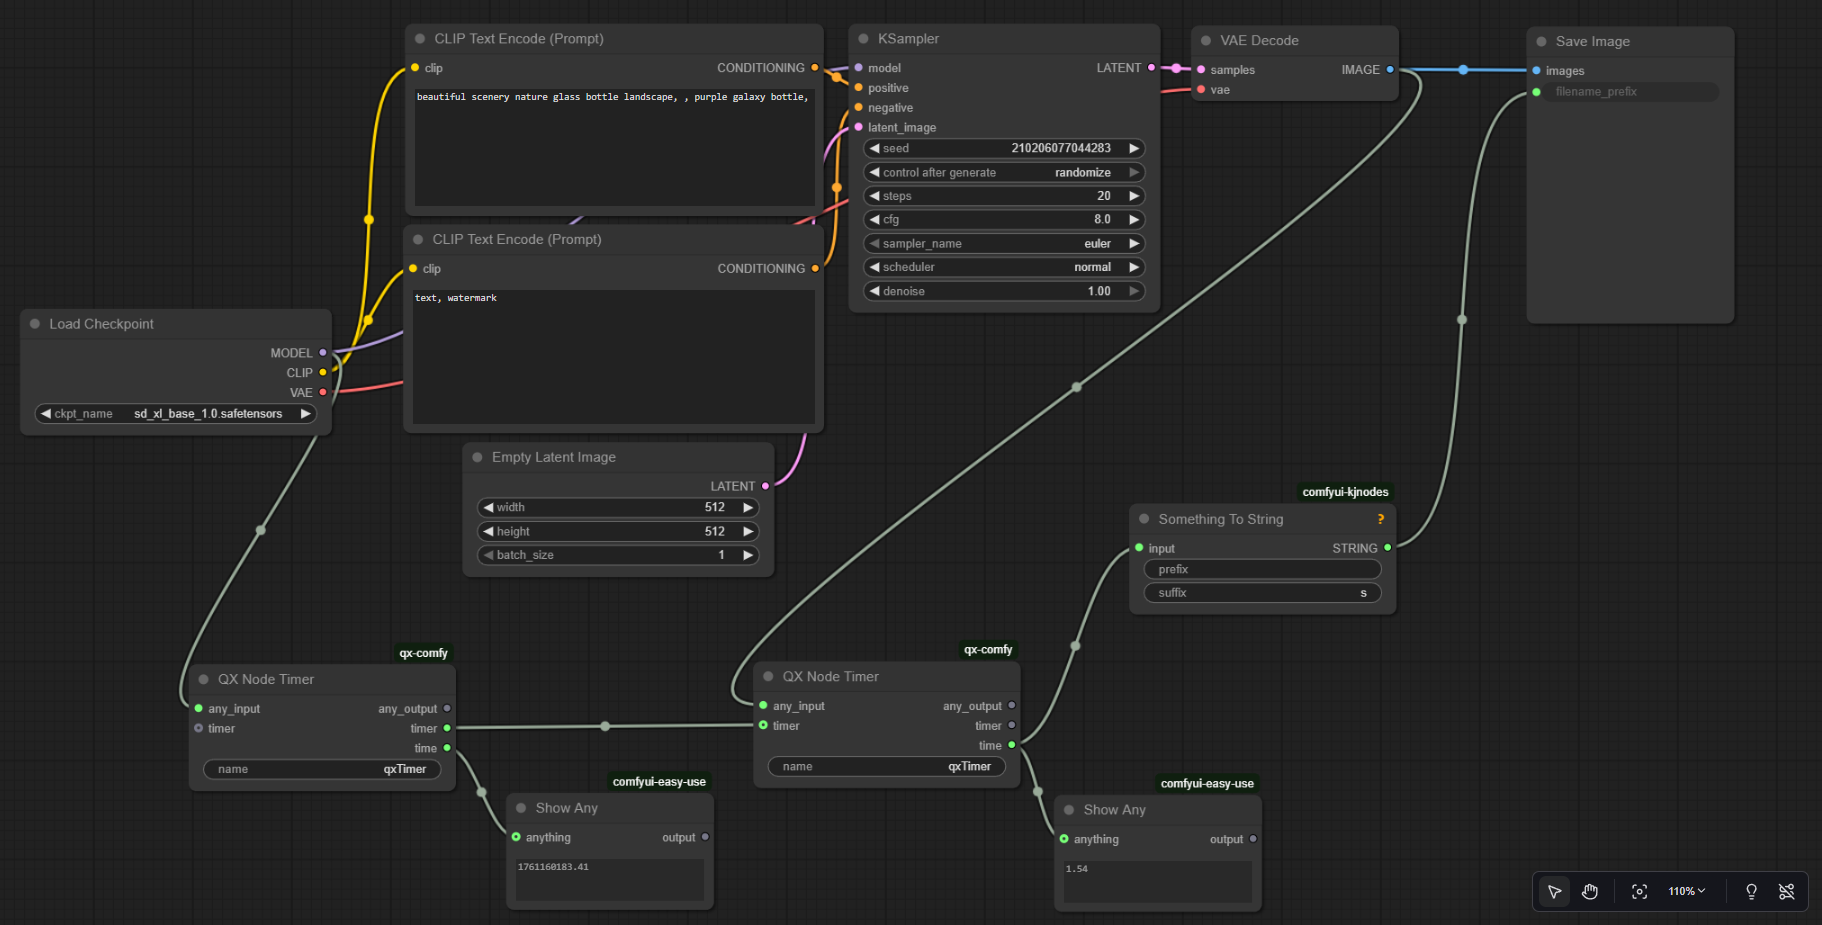 CLIP Text Encode (Prompt)
clip
CONDITIONING
beautiful scenery nature glass bottle landscape, , purple galaxy bottle,
CLIP Text Encode (Prompt)
clip
CONDITIONING
text, watermark
Load Checkpoint
MODEL
CLIP
VAE
ckpt_name sd_xl_base_1.0.safetensors
Empty Latent Image
LATENT
width 512
height 512
batch_size 1
KSampler
model
LATENT
positive
negative
latent_image
seed 210206077044283
control after generate randomize
steps 20
cfg 8.0
sampler_name euler
scheduler normal
denoise 1.00
VAE Decode
samples
IMAGE
vae
Save Image
images
filename_prefix
comfyui-kjnodes
Something To String ?
input
STRING
prefix
suffix s
qx-comfy
QX Node Timer
any_input
any_output
timer
timer
time
name qxTimer
comfyui-easy-use
Show Any
anything
output
1761160183.41
qx-comfy
QX Node Timer
any_input
any_output
timer
timer
time
name qxTimer
comfyui-easy-use
Show Any
anything
output
1.54
110%